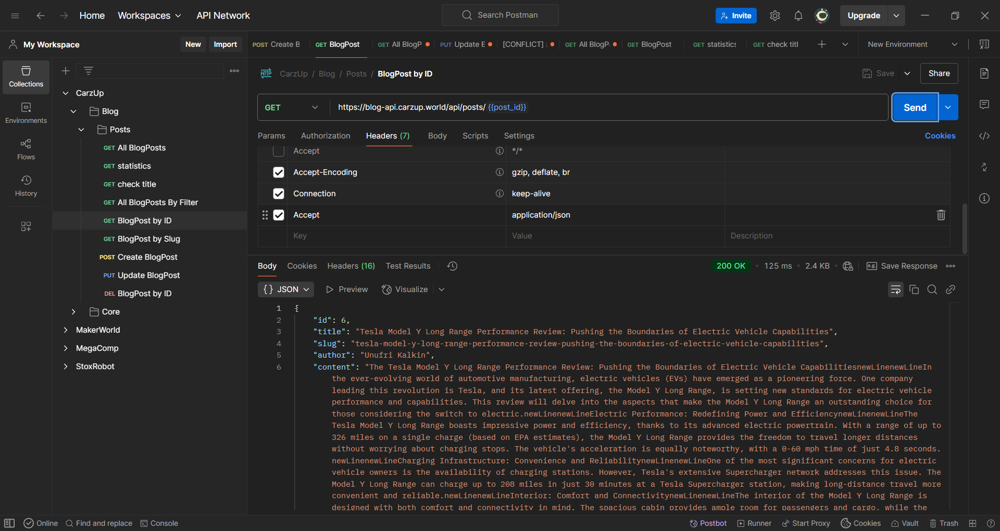 Home Workspaces API Network Search Postman Invite Upgrade
My Workspace New Import POST Create B GET BlogPost GET All BlogP PUT Update E [CONFLICT] GET All BlogP GET BlogPost GET statistics GET check titl New Environment
Collections
Environments
Flows
History
CarzUp
Blog
Posts
GET All BlogPosts
GET statistics
GET check title
GET All BlogPosts By Filter
GET BlogPost by ID
GET BlogPost by Slug
POST Create BlogPost
PUT Update BlogPost
DEL BlogPost by ID
Core
MakerWorld
MegaComp
StoxRobot
HTTP CarzUp / Blog / Posts / BlogPost by ID Save Share
GET https://blog-api.carzup.world/api/posts/ {{post_id}} Send
Params Authorization Headers (7) Body Scripts Settings Cookies
Accept */*
Accept-Encoding gzip, deflate, br
Connection keep-alive
Accept application/json
Key Value Description
Body Cookies Headers (16) Test Results 200 OK 125 ms 2.4 KB e.g. Save Response
{} JSON Preview Visualize
1 {
2 "id": 6,
3 "title": "Tesla Model Y Long Range Performance Review: Pushing the Boundaries of Electric Vehicle Capabilities",
4 "slug": "tesla-model-y-long-range-performance-review-pushing-the-boundaries-of-electric-vehicle-capabilities",
5 "author": "Unufri Kalkin",
6 "content": "The Tesla Model Y Long Range Performance Review: Pushing the Boundaries of Electric Vehicle CapabilitiesnewLinenewLineIn
the ever-evolving world of automotive manufacturing, electric vehicles (EVs) have emerged as a pioneering force. One company
leading this revolution is Tesla, and its latest offering, the Model Y Long Range, is setting new standards for electric vehicle
performance and capabilities. This review will delve into the aspects that make the Model Y Long Range an outstanding choice for
those considering the switch to electric.newLinenewLineElectric Performance: Redefining Power and EfficiencynewLinenewLineThe
Tesla Model Y Long Range boasts impressive power and efficiency, thanks to its advanced electric powertrain. With a range of up to
326 miles on a single charge (based on EPA estimates), the Model Y Long Range provides the freedom to travel longer distances
without worrying about charging stops. The vehicle's acceleration is equally noteworthy, with a 0-60 mph time of just 4.8 seconds.
newLinenewLineCharging Infrastructure: Convenience and ReliabilitynewLinenewLineOne of the most significant concerns for electric
vehicle owners is the availability of charging stations. However, Tesla's extensive Supercharger network addresses this issue. The
Model Y Long Range can charge up to 208 miles in just 30 minutes at a Tesla Supercharger station, making long-distance travel more
convenient and reliable.newLinenewLineInterior: Comfort and ConnectivitynewLinenewLineThe interior of the Model Y Long Range is
designed with both comfort and connectivity in mind. The spacious cabin provides ample room for passengers and cargo, while the
Online Find and replace Console Postbot Runner Start Proxy Cookies Vault Trash